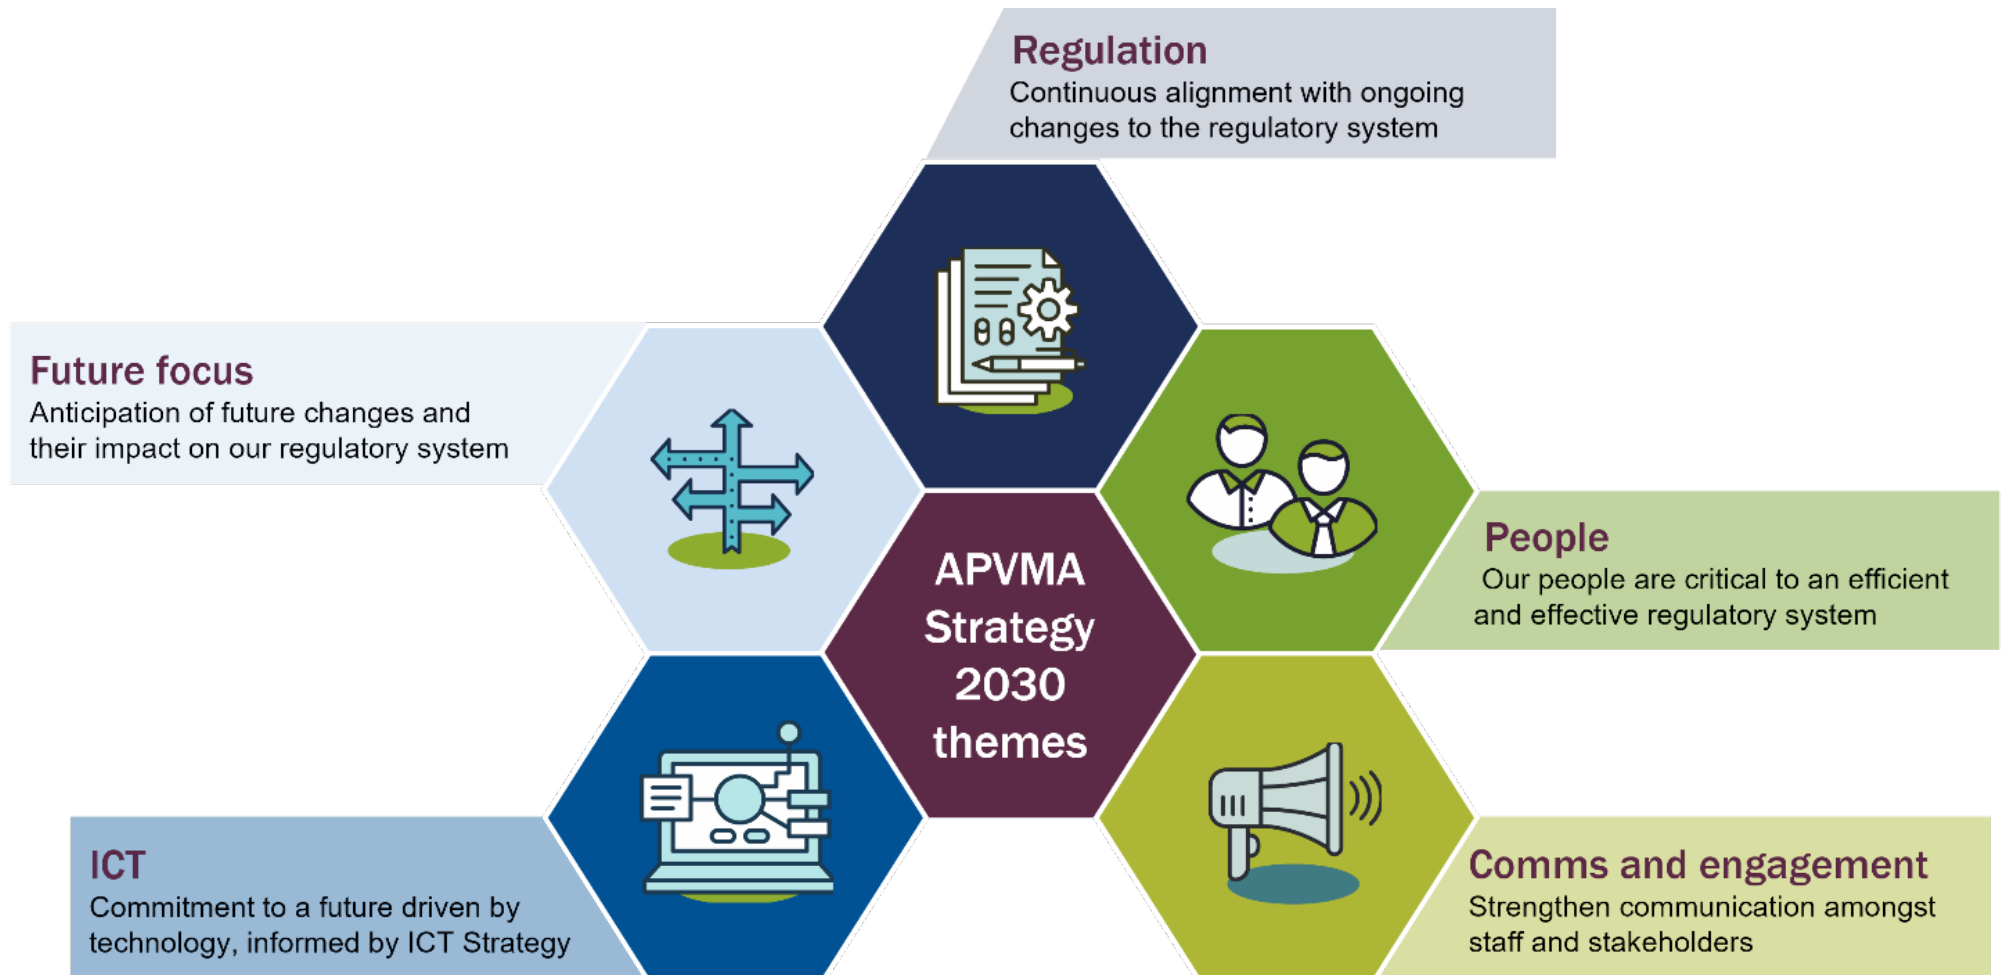 Regulation
Continuous alignment with ongoing
changes to the regulatory system
Future focus
Anticipation of future changes and
their impact on our regulatory system
People
Our people are critical to an efficient
and effective regulatory system
APVMA
Strategy
2030
themes
ICT
Commitment to a future driven by
technology, informed by ICT Strategy
Comms and engagement
Strengthen communication amongst
staff and stakeholders